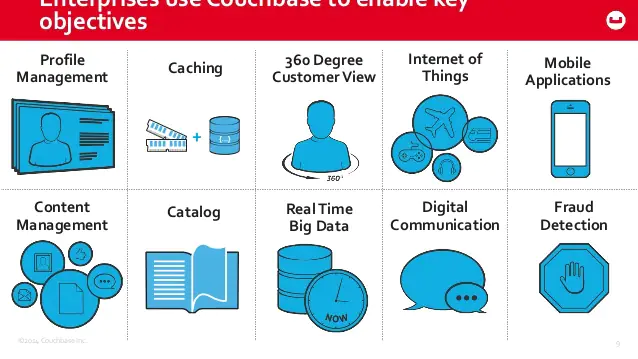 Enterprises use Couchbase to enable key
objectives
Profile
Management
Caching
360 Degree
Customer View
Internet of
Things
Mobile
Applications
+
{...}
360°
Content
Management
Catalog
Real Time
Big Data
Digital
Communication
Fraud
Detection
NOW
©2014 Couchbase Inc.
9